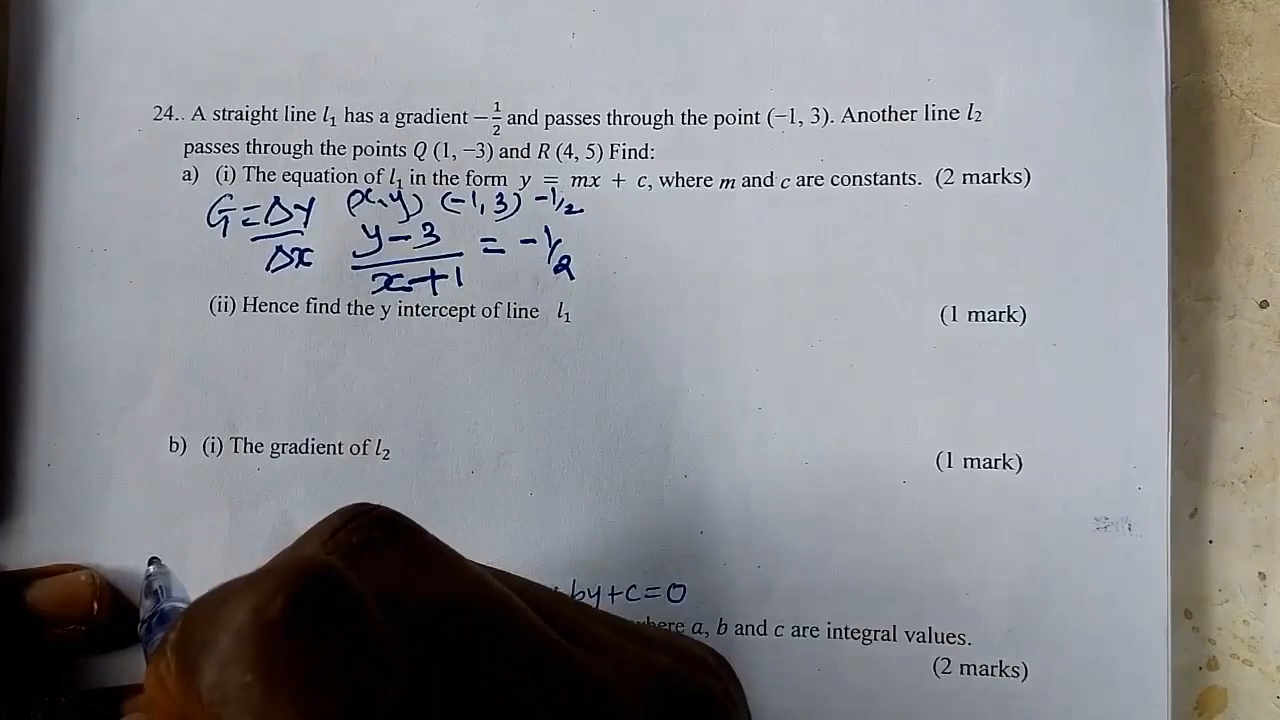 24.. A straight line l₁ has a gradient −1/2 and passes through the point (−1, 3). Another line l₂
passes through the points Q (1, −3) and R (4, 5) Find:
a) (i) The equation of l₁ in the form y = mx + c, where m and c are constants. (2 marks)
G = Δy/Δx (x, y) (−1, 3) −1/2
y−3/x+1 = −1/2
(ii) Hence find the y intercept of line l₁ (1 mark)
b) (i) The gradient of l₂ (1 mark)
by+c=0
a, b and c are integral values.
(2 marks)